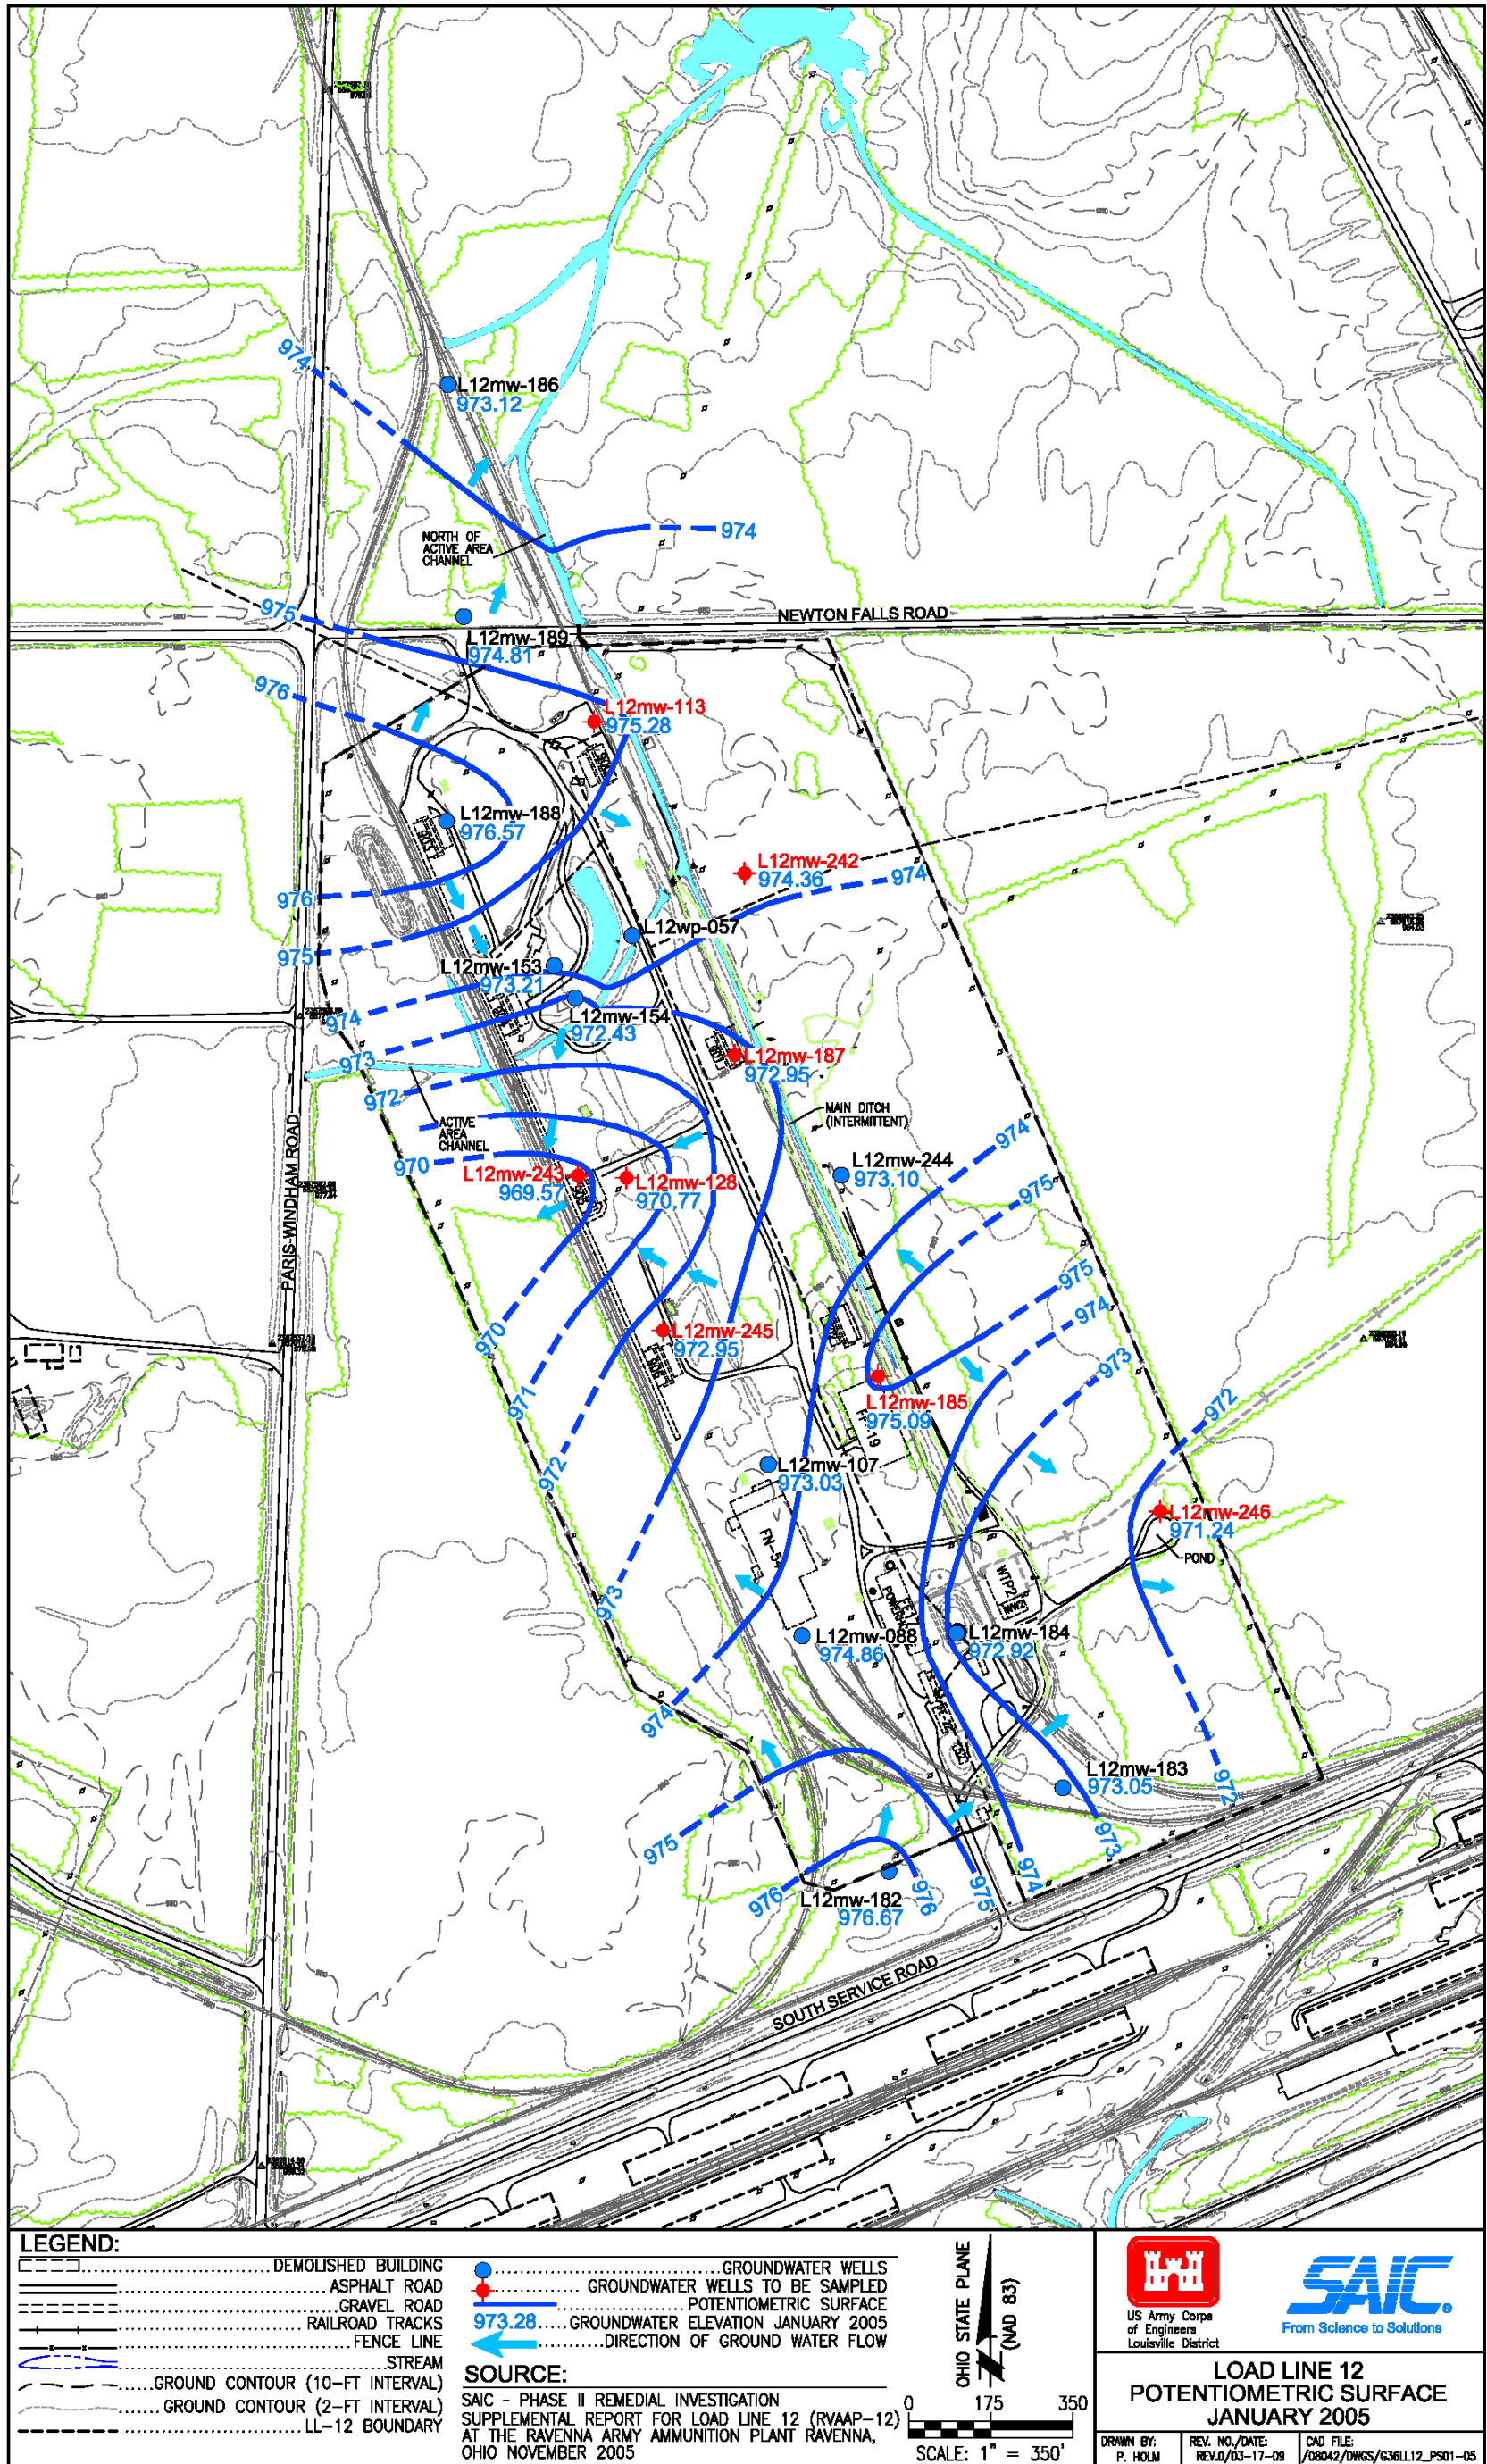 974
L12mw-186
973.12
NORTH OF
ACTIVE AREA
CHANNEL
974
975
NEWTON FALLS ROAD
L12mw-189
974.81
976
L12mw-113
975.28
L12mw-188
976.57
903
L12mw-242
974.36
974
976
L12wp-057
975
L12mw-153
973.21
974
L12mw-154
972.43
973
L12mw-187
972.95
972
MAIN DITCH
(INTERMITTENT)
ACTIVE
AREA
CHANNEL
974
970
L12mw-244
973.10
L12mw-243
969.57
L12mw-128
970.77
975
PARIS-WINDHAM ROAD
975
974
970
L12mw-245
972.95
973
906
971
L12mw-185
975.09
972
972
L12mw-107
973.03
L12mw-246
971.24
FN-54
POND
WTP2
973
L12mw-088
974.86
L12mw-184
972.92
974
L12mw-183
973.05
972
975
973
974
976
L12mw-182
976.67
976
975
SOUTH SERVICE ROAD
LEGEND:
DEMOLISHED BUILDING
ASPHALT ROAD
GRAVEL ROAD
RAILROAD TRACKS
FENCE LINE
STREAM
GROUND CONTOUR (10-FT INTERVAL)
GROUND CONTOUR (2-FT INTERVAL)
LL-12 BOUNDARY
GROUNDWATER WELLS
GROUNDWATER WELLS TO BE SAMPLED
POTENTIOMETRIC SURFACE
973.28 GROUNDWATER ELEVATION JANUARY 2005
DIRECTION OF GROUND WATER FLOW
SOURCE:
SAIC - PHASE II REMEDIAL INVESTIGATION
SUPPLEMENTAL REPORT FOR LOAD LINE 12 (RVAAP-12)
AT THE RAVENNA ARMY AMMUNITION PLANT RAVENNA,
OHIO NOVEMBER 2005
OHIO STATE PLANE
(NAD 83)
0 175 350
SCALE: 1" = 350'
US Army Corps
of Engineers
Louisville District
SAIC®
From Science to Solutions
LOAD LINE 12
POTENTIOMETRIC SURFACE
JANUARY 2005
DRAWN BY:
P. HOLM
REV. NO./DATE:
REV.0/03-17-09
CAD FILE:
/08042/DWGS/G36LL12_PS01-05